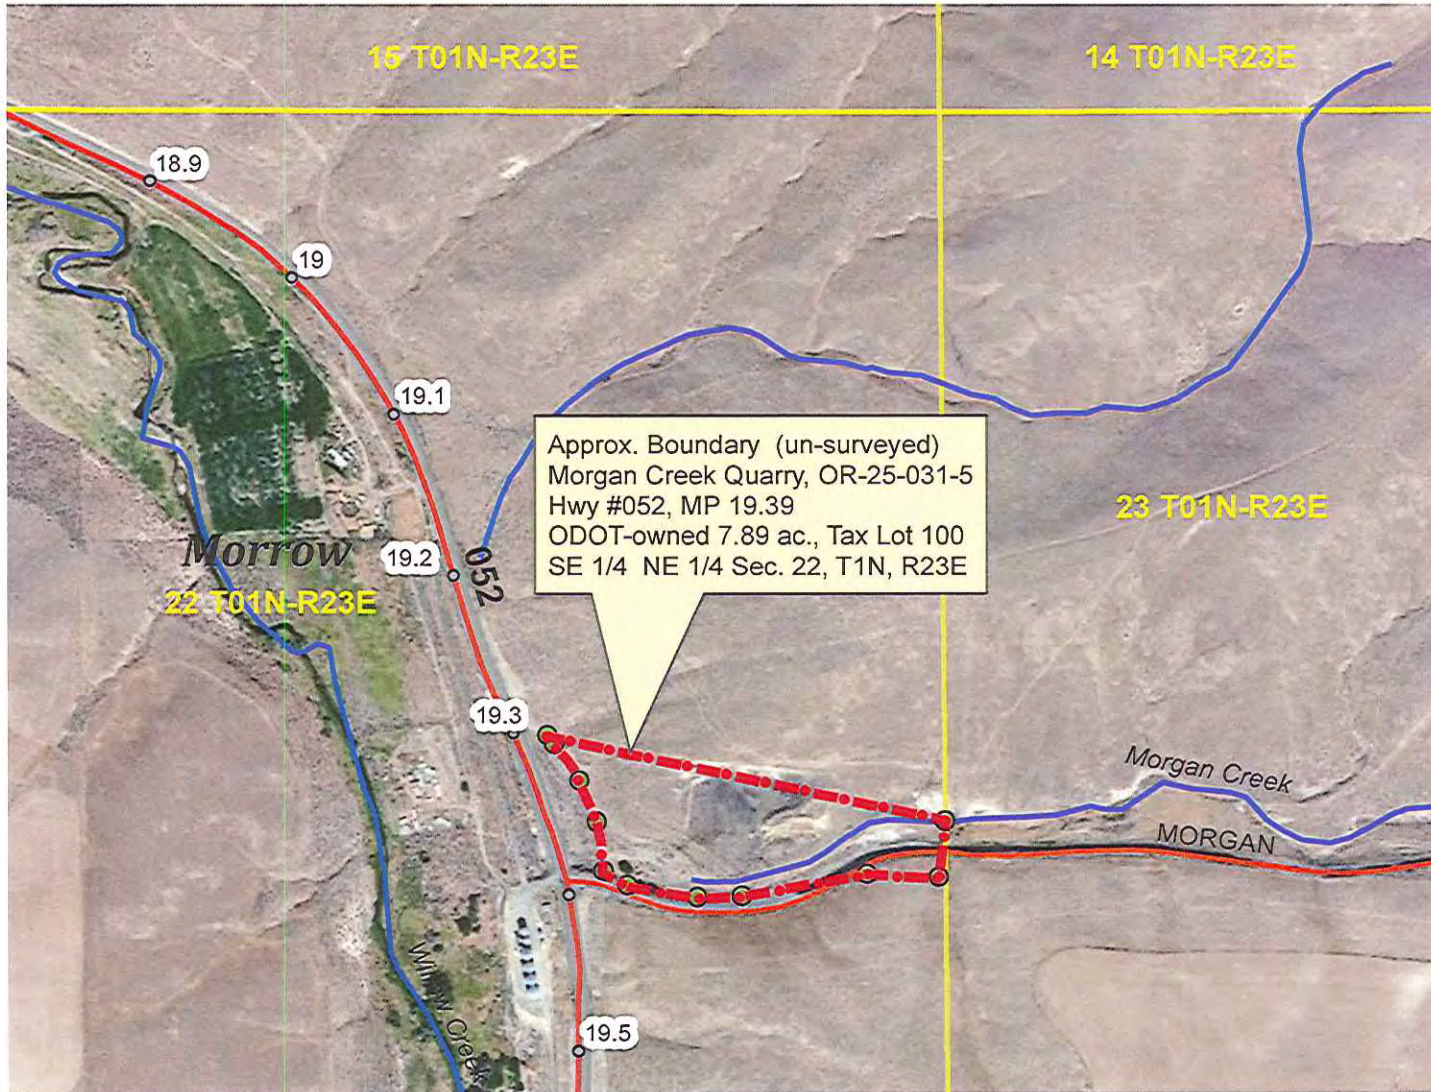 15 T01N-R23E
14 T01N-R23E
18.9
19
19.1
Approx. Boundary (un-surveyed)
Morgan Creek Quarry, OR-25-031-5
Hwy #052, MP 19.39
ODOT-owned 7.89 ac., Tax Lot 100
SE 1/4 NE 1/4 Sec. 22, T1N, R23E
23 T01N-R23E
Morrow
19.2
052
22 T01N-R23E
19.3
Morgan Creek
MORGAN
Willow Creek
19.5